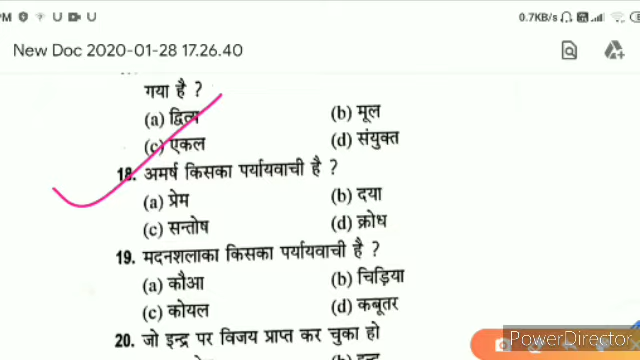 0.7KB/s
New Doc 2020-01-28 17.26.40
गया है ?
(a) द्वित्व (b) मूल
(c) एकल (d) संयुक्त
18. अमर्ष किसका पर्यायवाची है ?
(a) प्रेम (b) दया
(c) सन्तोष (d) क्रोध
19. मदनशलाका किसका पर्यायवाची है ?
(a) कौआ (b) चिड़िया
(c) कोयल (d) कबूतर
20. जो इन्द्र पर विजय प्राप्त कर चुका हो
PowerDirector